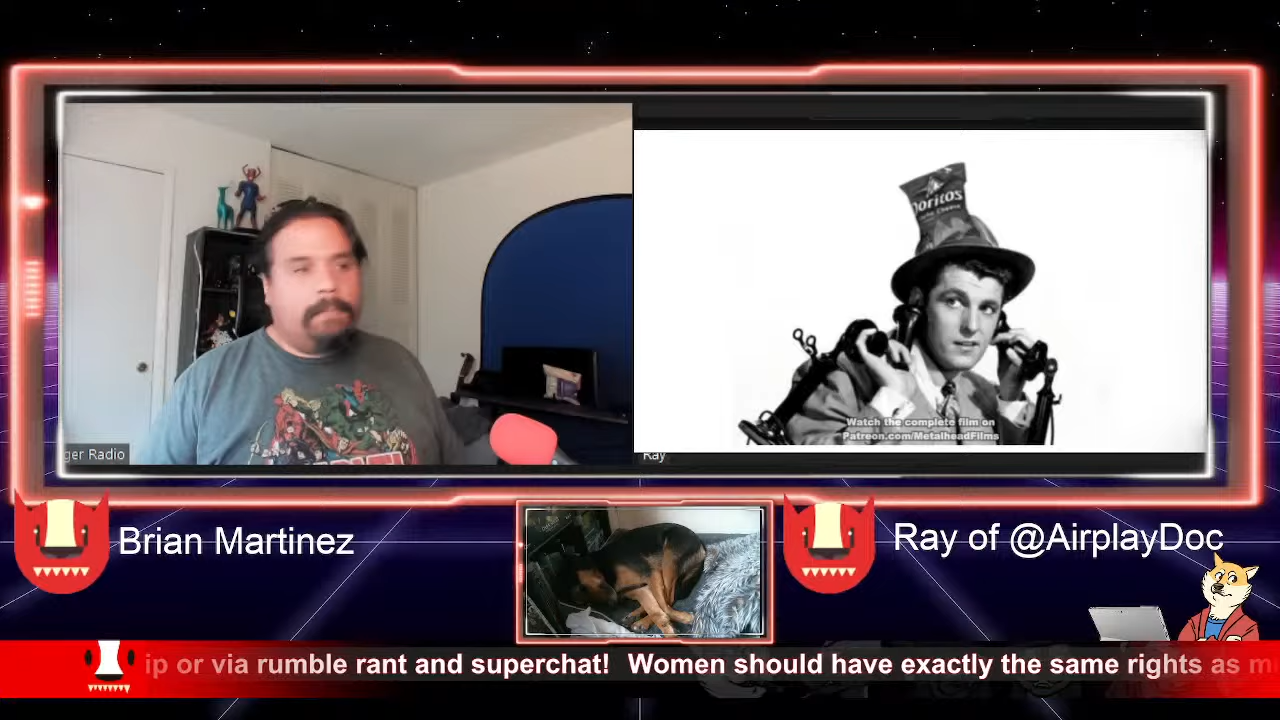 Doritos
Watch the complete film on
Patreon.com/MetalheadFilms
ger Radio
Ray
Brian Martinez
Ray of @AirplayDoc
ip or via rumble rant and superchat! Women should have exactly the same rights as m